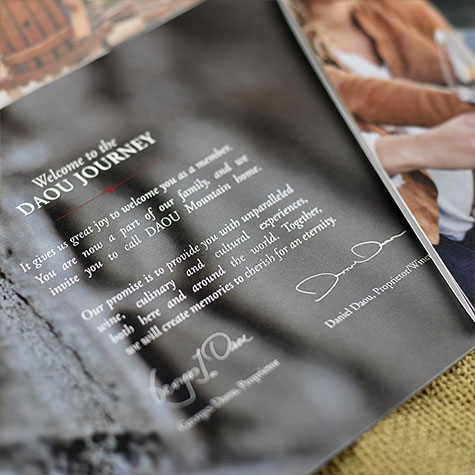 Welcome to the
DAOU JOURNEY
It gives us great joy to welcome you as a member.
You are now a part of our family, and we
invite you to call DAOU Mountain home.
Our promise is to provide you with unparalleled
wine, culinary and cultural experiences,
both here and around the world. Together,
we will create memories to cherish for an eternity.
Daniel Daou, Proprietor/Wine
Georges Daou, Proprietor